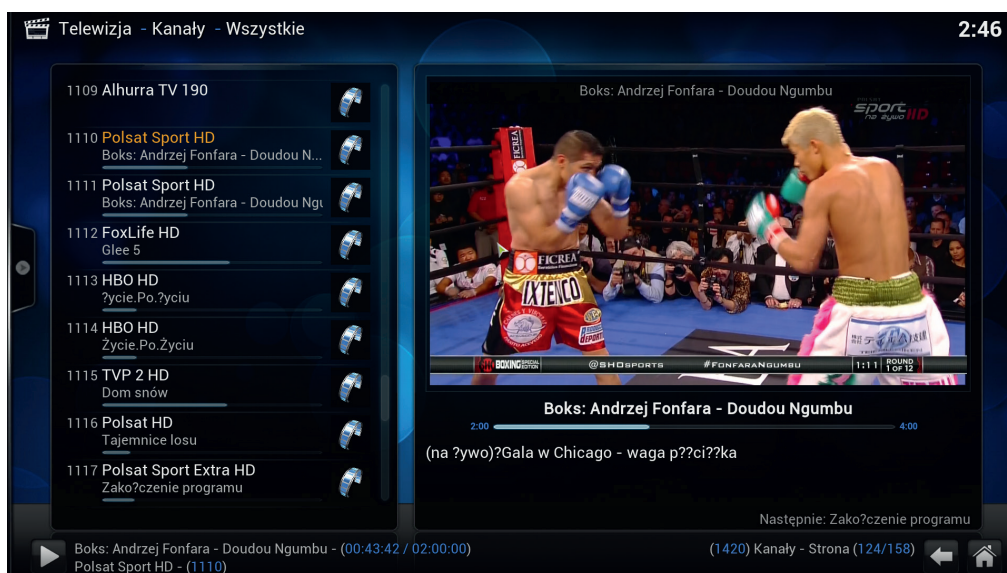 Telewizja - Kanały - Wszystkie
2:46
1109 Alhurra TV 190
1110 Polsat Sport HD
Boks: Andrzej Fonfara - Doudou N...
1111 Polsat Sport HD
Boks: Andrzej Fonfara - Doudou Ngu
1112 FoxLife HD
Glee 5
1113 HBO HD
?ycie.Po.?yciu
1114 HBO HD
Życie.Po.Życiu
1115 TVP 2 HD
Dom snów
1116 Polsat HD
Tajemnice losu
1117 Polsat Sport Extra HD
Zako?czenie programu
Boks: Andrzej Fonfara - Doudou Ngumbu
sport HD
na żywo
FICREA
FICREA
IXTENCO
BOXING SPECIAL EDITION
@SHOSPORTS
#FONFARANGUMBU
1:11
ROUND
1 OF 12
Boks: Andrzej Fonfara - Doudou Ngumbu
2:00
4:00
(na ?ywo)?Gala w Chicago - waga p??ci??ka
Następnie: Zako?czenie programu
Boks: Andrzej Fonfara - Doudou Ngumbu - (00:43:42 / 02:00:00)
Polsat Sport HD - (1110)
(1420) Kanały - Strona (124/158)